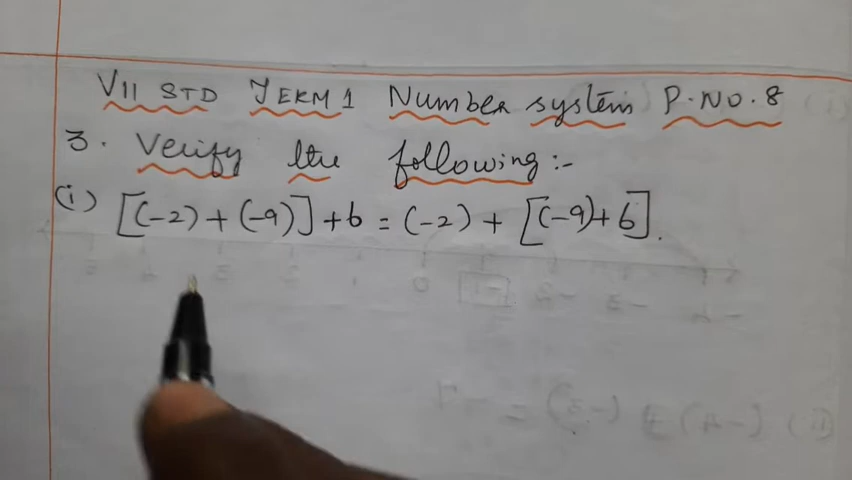 VII STD TERM 1 Number system P.NO.8
3. Verify the following :-
(i) [(-2) + (-9)] + 6 = (-2) + [(-9) + 6].